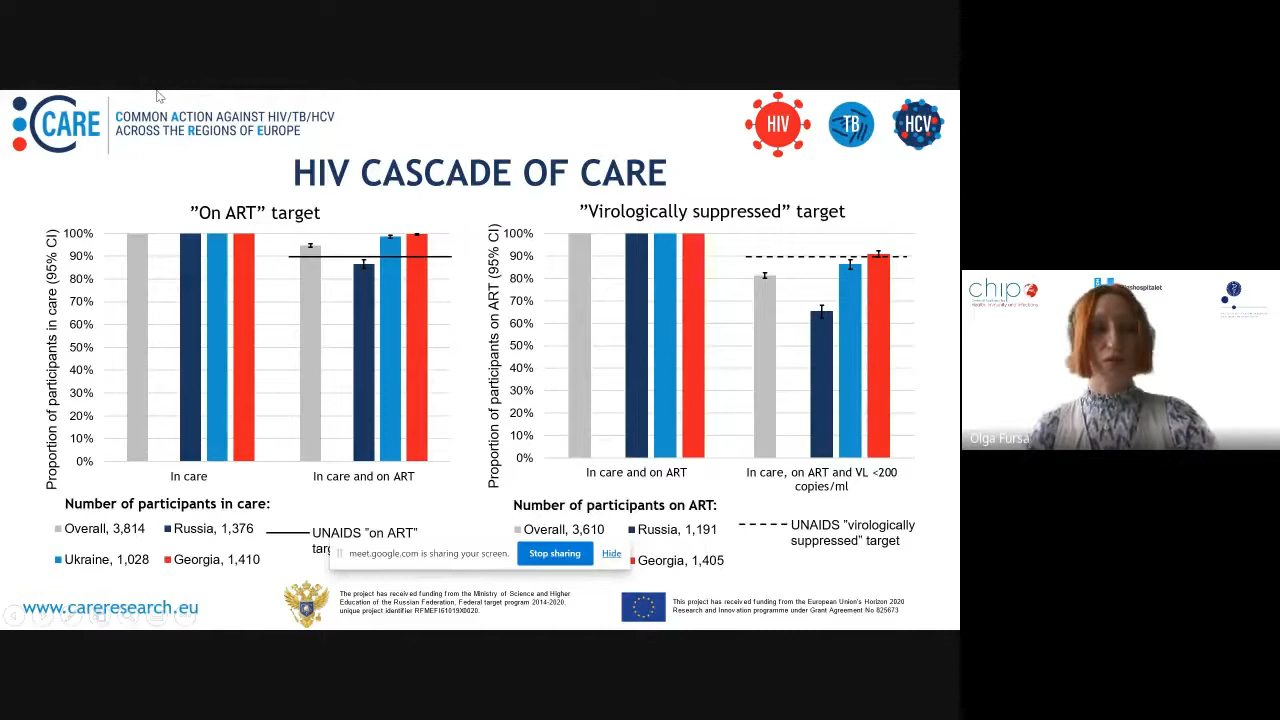 CARE
COMMON ACTION AGAINST HIV/TB/HCV
ACROSS THE REGIONS OF EUROPE
HIV
TB
HCV
HIV CASCADE OF CARE
”On ART” target
Proportion of participants in care (95% CI)
100%
90%
80%
70%
60%
50%
40%
30%
20%
10%
0%
In care
In care and on ART
Number of participants in care:
Overall, 3,814
Russia, 1,376
Ukraine, 1,028
Georgia, 1,410
UNAIDS ”on ART”
”Virologically suppressed” target
Proportion of participants on ART (95% CI)
100%
90%
80%
70%
60%
50%
40%
30%
20%
10%
0%
In care and on ART
In care, on ART and VL <200
copies/ml
Number of participants on ART:
Overall, 3,610
Russia, 1,191
Georgia, 1,405
UNAIDS ”virologically
suppressed” target
meet.google.com is sharing your screen.
Stop sharing
Hide
www.careresearch.eu
The project has received funding from the Ministry of Science and Higher
Education of the Russian Federation, Federal target program 2014-2020,
unique project identifier RFMEFI61019X0020.
This project has received funding from the European Union's Horizon 2020
Research and Innovation programme under Grant Agreement No 825673
chip
Health, Immunity and Infections
Olga Fursa